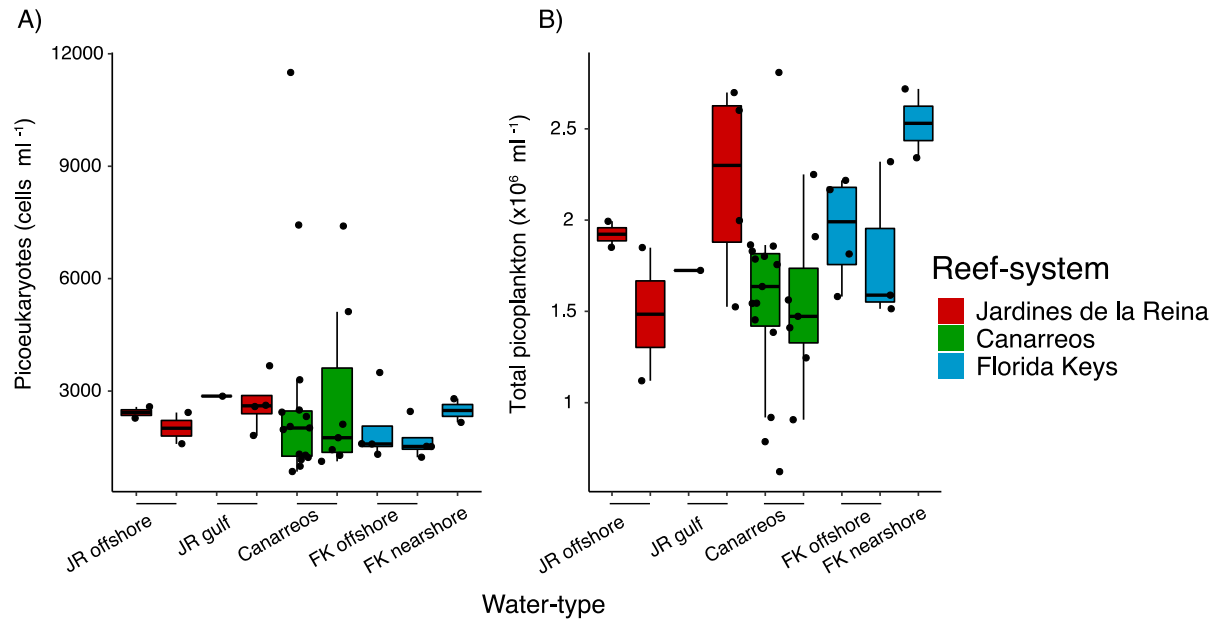 A)
Picoeukaryotes (cells ml -1)
12000
9000
6000
3000
JR offshore
JR gulf
Canarreos
FK offshore
FK nearshore
B)
Total picoplankton (x10⁶ ml -1)
2.5
2
1.5
1
JR offshore
JR gulf
Canarreos
FK offshore
FK nearshore
Water-type
Reef-system
Jardines de la Reina
Canarreos
Florida Keys